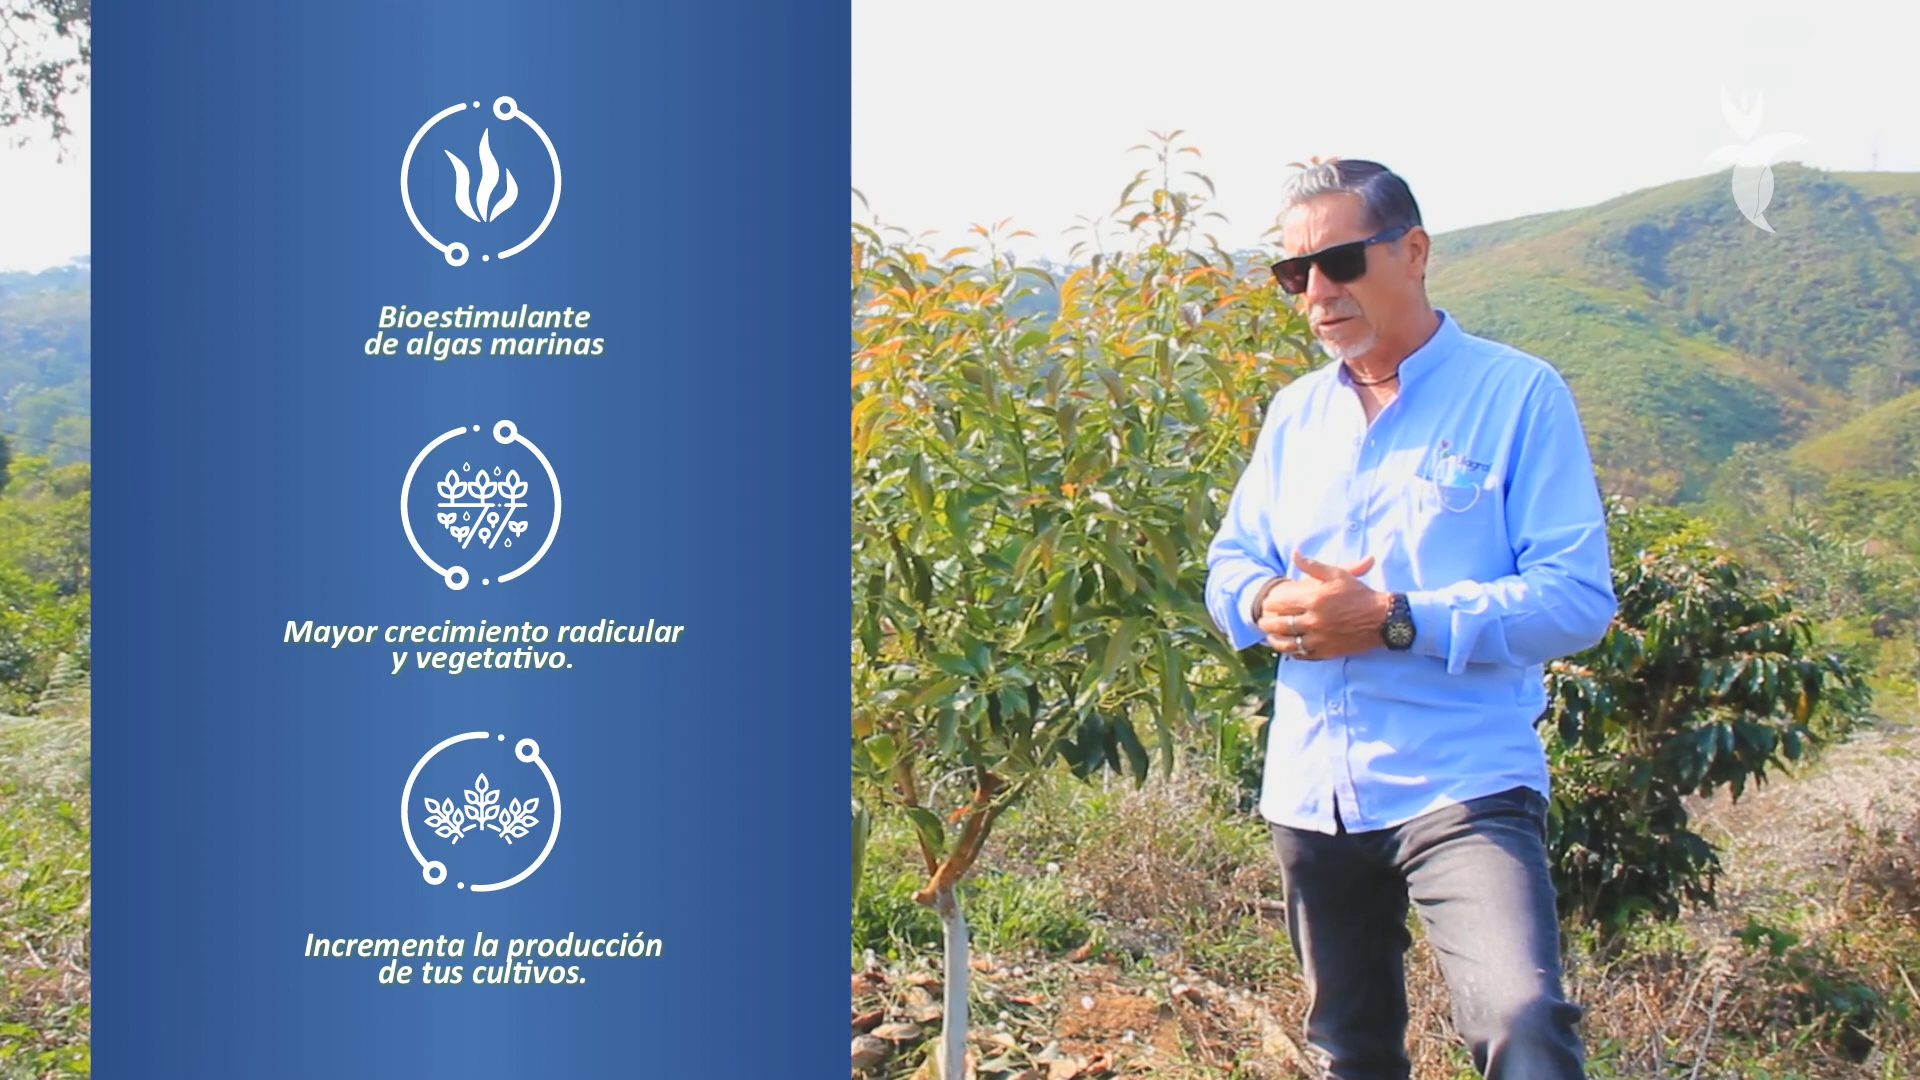 Bioestimulante
de algas marinas
Mayor crecimiento radicular
y vegetativo.
Incrementa la producción
de tus cultivos.